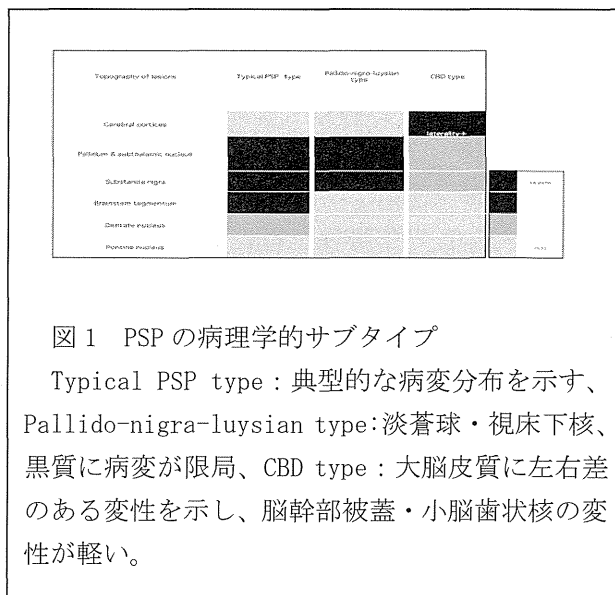 Topography of lesions Typical PSP type Pallido-nigro-luysian type CBD type
Cerebral cortices
laterality+
Pallidum & subthalamic nucleus
Substantia nigra
Brainstem tegmentum
Dentate nucleus
Pontine nucleus
図1 PSP の病理学的サブタイプ
Typical PSP type：典型的な病変分布を示す、
Pallido-nigra-luysian type:淡蒼球・視床下核、
黒質に病変が限局、CBD type：大脳皮質に左右差
のある変性を示し、脳幹部被蓋・小脳歯状核の変
性が軽い。